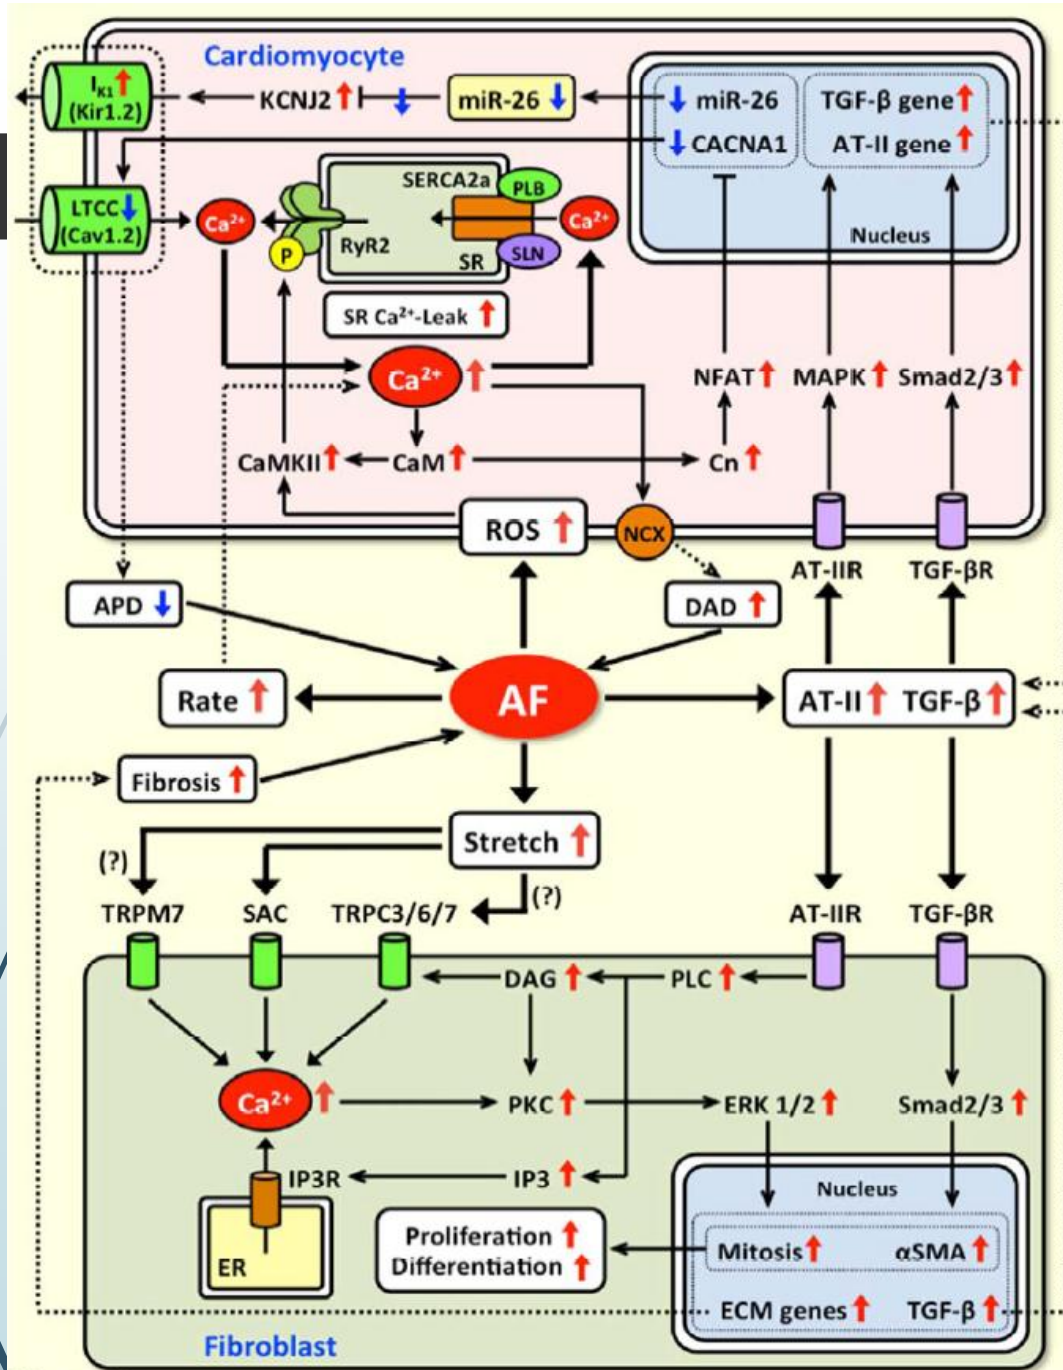 Cardiomyocyte
IK1
(Kir1.2)
KCNJ2
miR-26
miR-26
CACNA1
TGF-β gene
AT-II gene
Nucleus
LTCC
(Cav1.2)
Ca²⁺
P
RyR2
SERCA2a
PLB
SLN
SR
Ca²⁺
SR Ca²⁺-Leak
Ca²⁺
NFAT
MAPK
Smad2/3
CaMKII
CaM
Cn
ROS
NCX
AT-IIR
TGF-βR
APD
DAD
AF
Rate
AT-II
TGF-β
Fibrosis
Stretch
(?)
(?)
TRPM7
SAC
TRPC3/6/7
AT-IIR
TGF-βR
DAG
PLC
Ca²⁺
PKC
ERK 1/2
Smad2/3
IP3R
IP3
ER
Nucleus
Proliferation
Differentiation
Mitosis
αSMA
ECM genes
TGF-β
Fibroblast